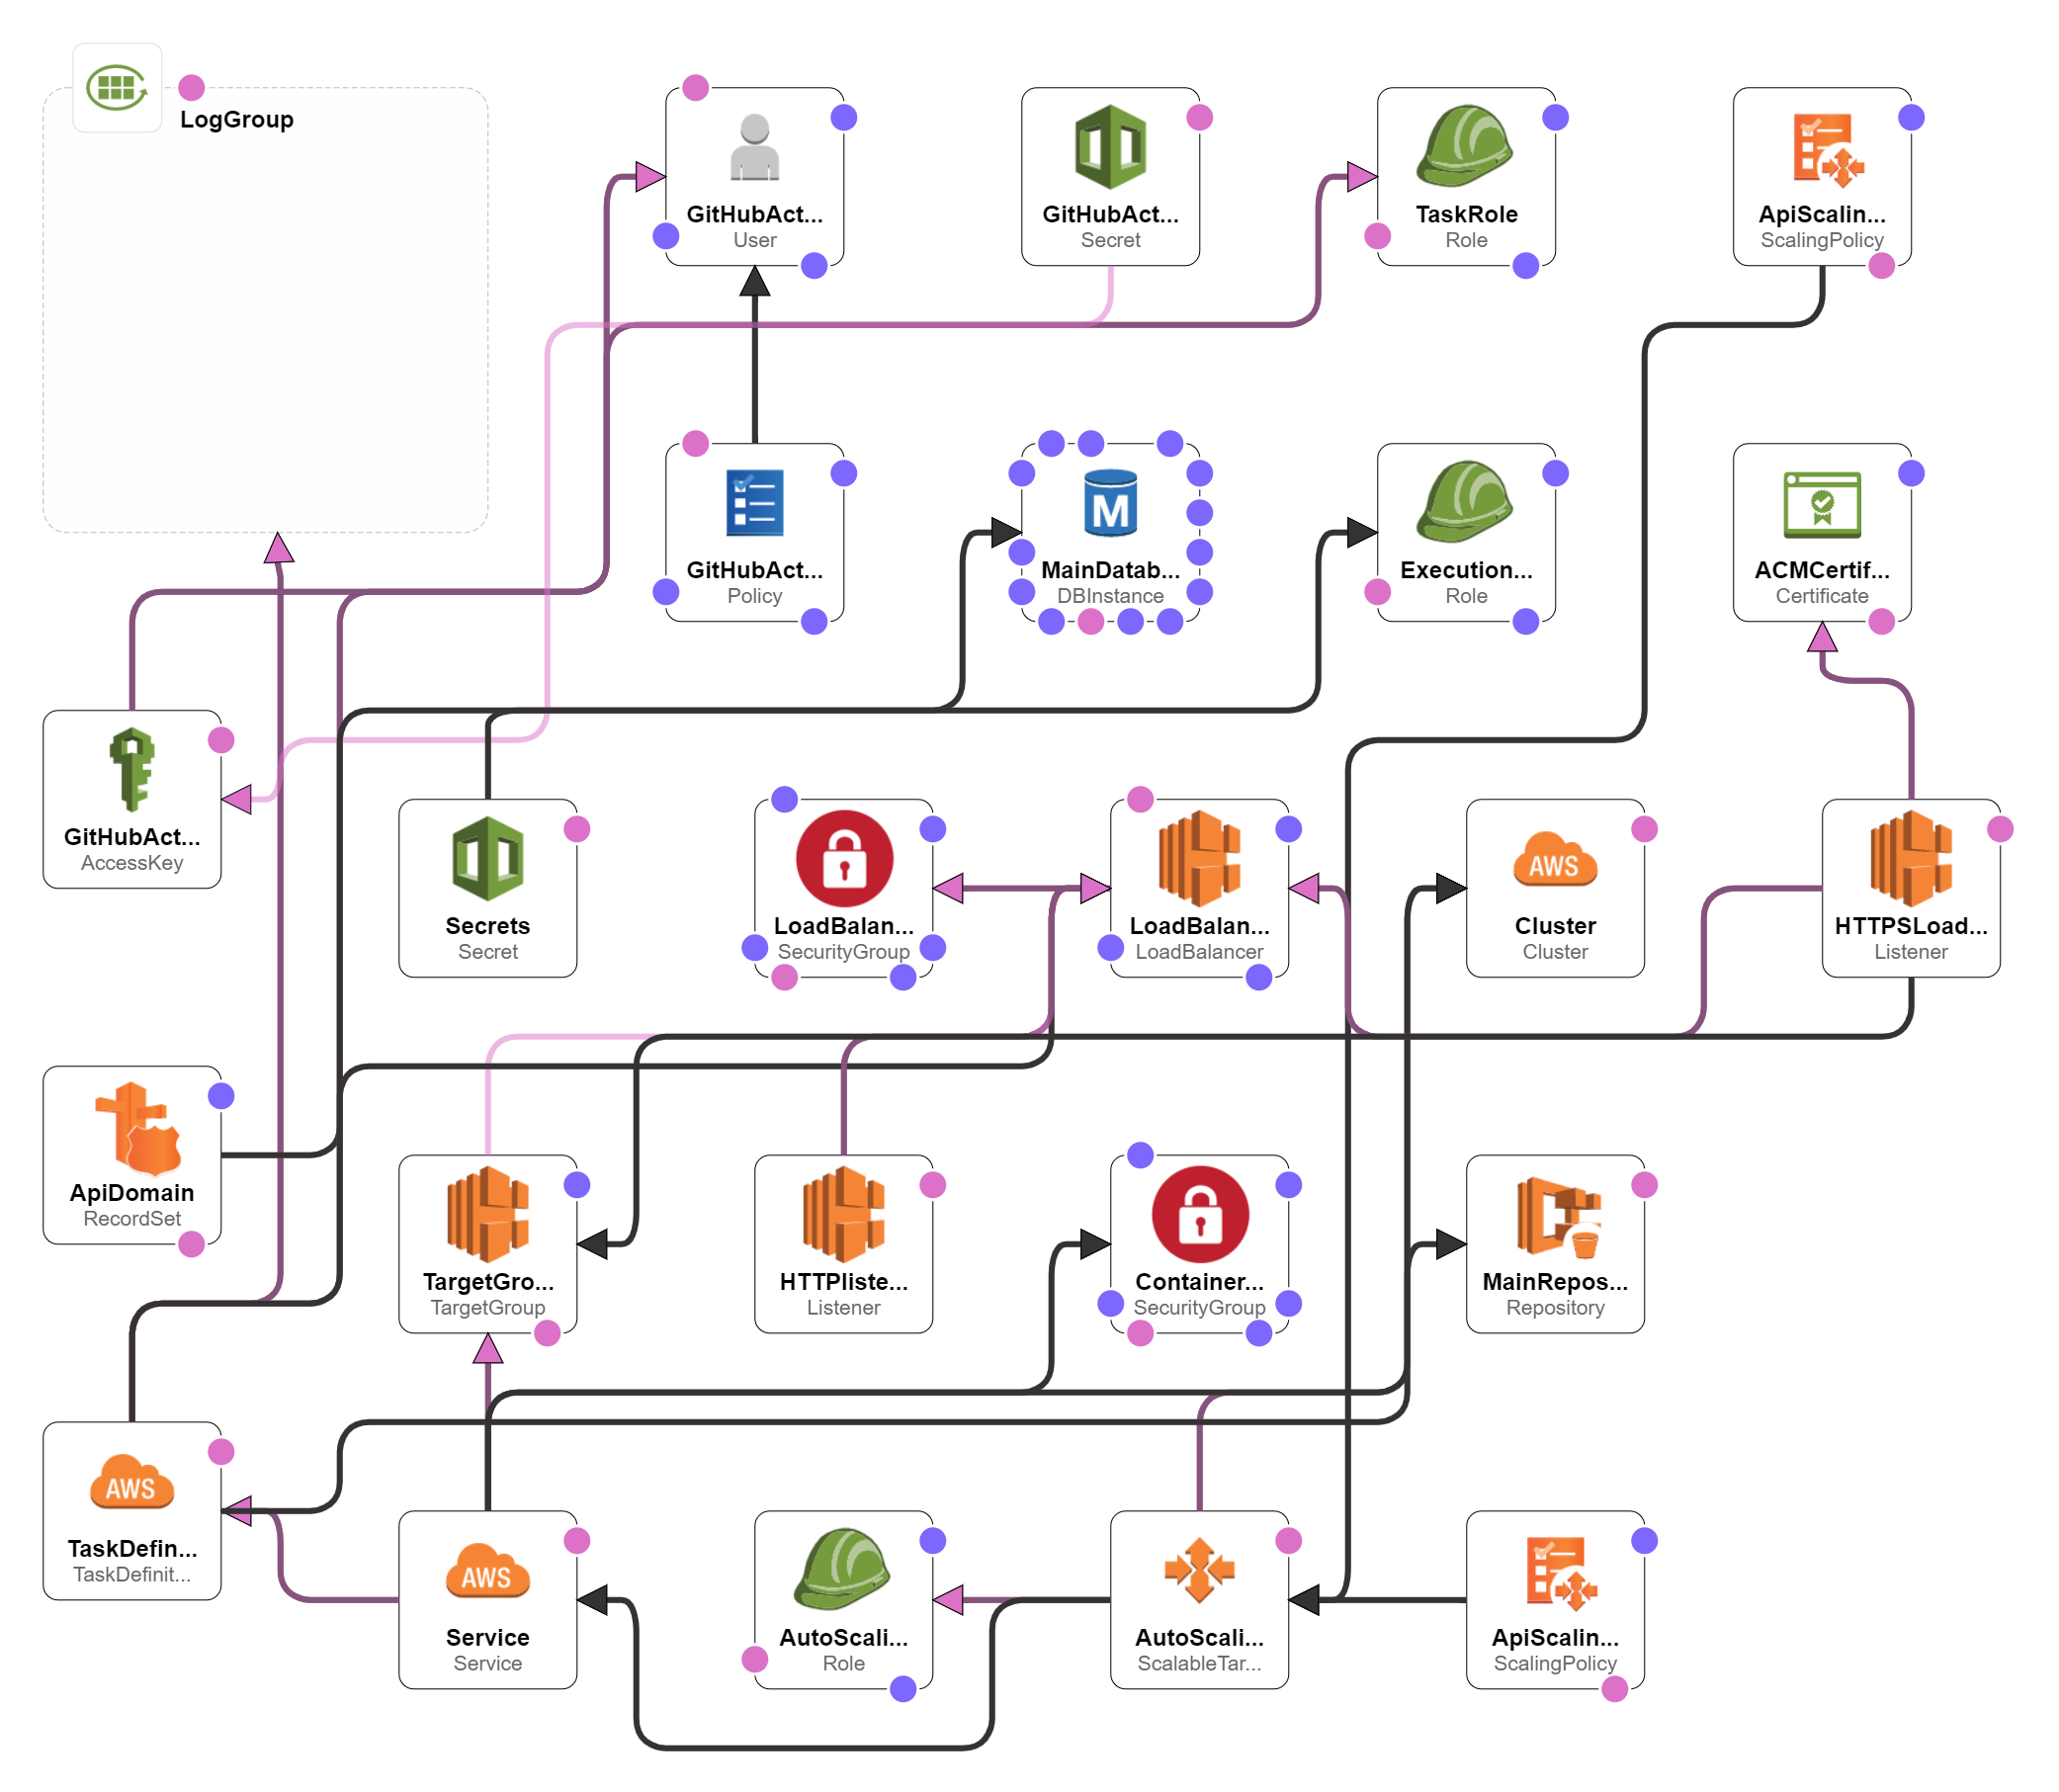 LogGroup
GitHubAct...
User
GitHubAct...
Secret
TaskRole
Role
ApiScalin...
ScalingPolicy
GitHubAct...
Policy
M
MainDatab...
DBInstance
Execution...
Role
ACMCertif...
Certificate
GitHubAct...
AccessKey
Secrets
Secret
LoadBalan...
SecurityGroup
LoadBalan...
LoadBalancer
AWS
Cluster
Cluster
HTTPSLoad...
Listener
ApiDomain
RecordSet
TargetGro...
TargetGroup
HTTPliste...
Listener
Container...
SecurityGroup
MainRepos...
Repository
AWS
TaskDefin...
TaskDefinit...
AWS
Service
Service
AutoScali...
Role
AutoScali...
ScalableTar...
ApiScalin...
ScalingPolicy